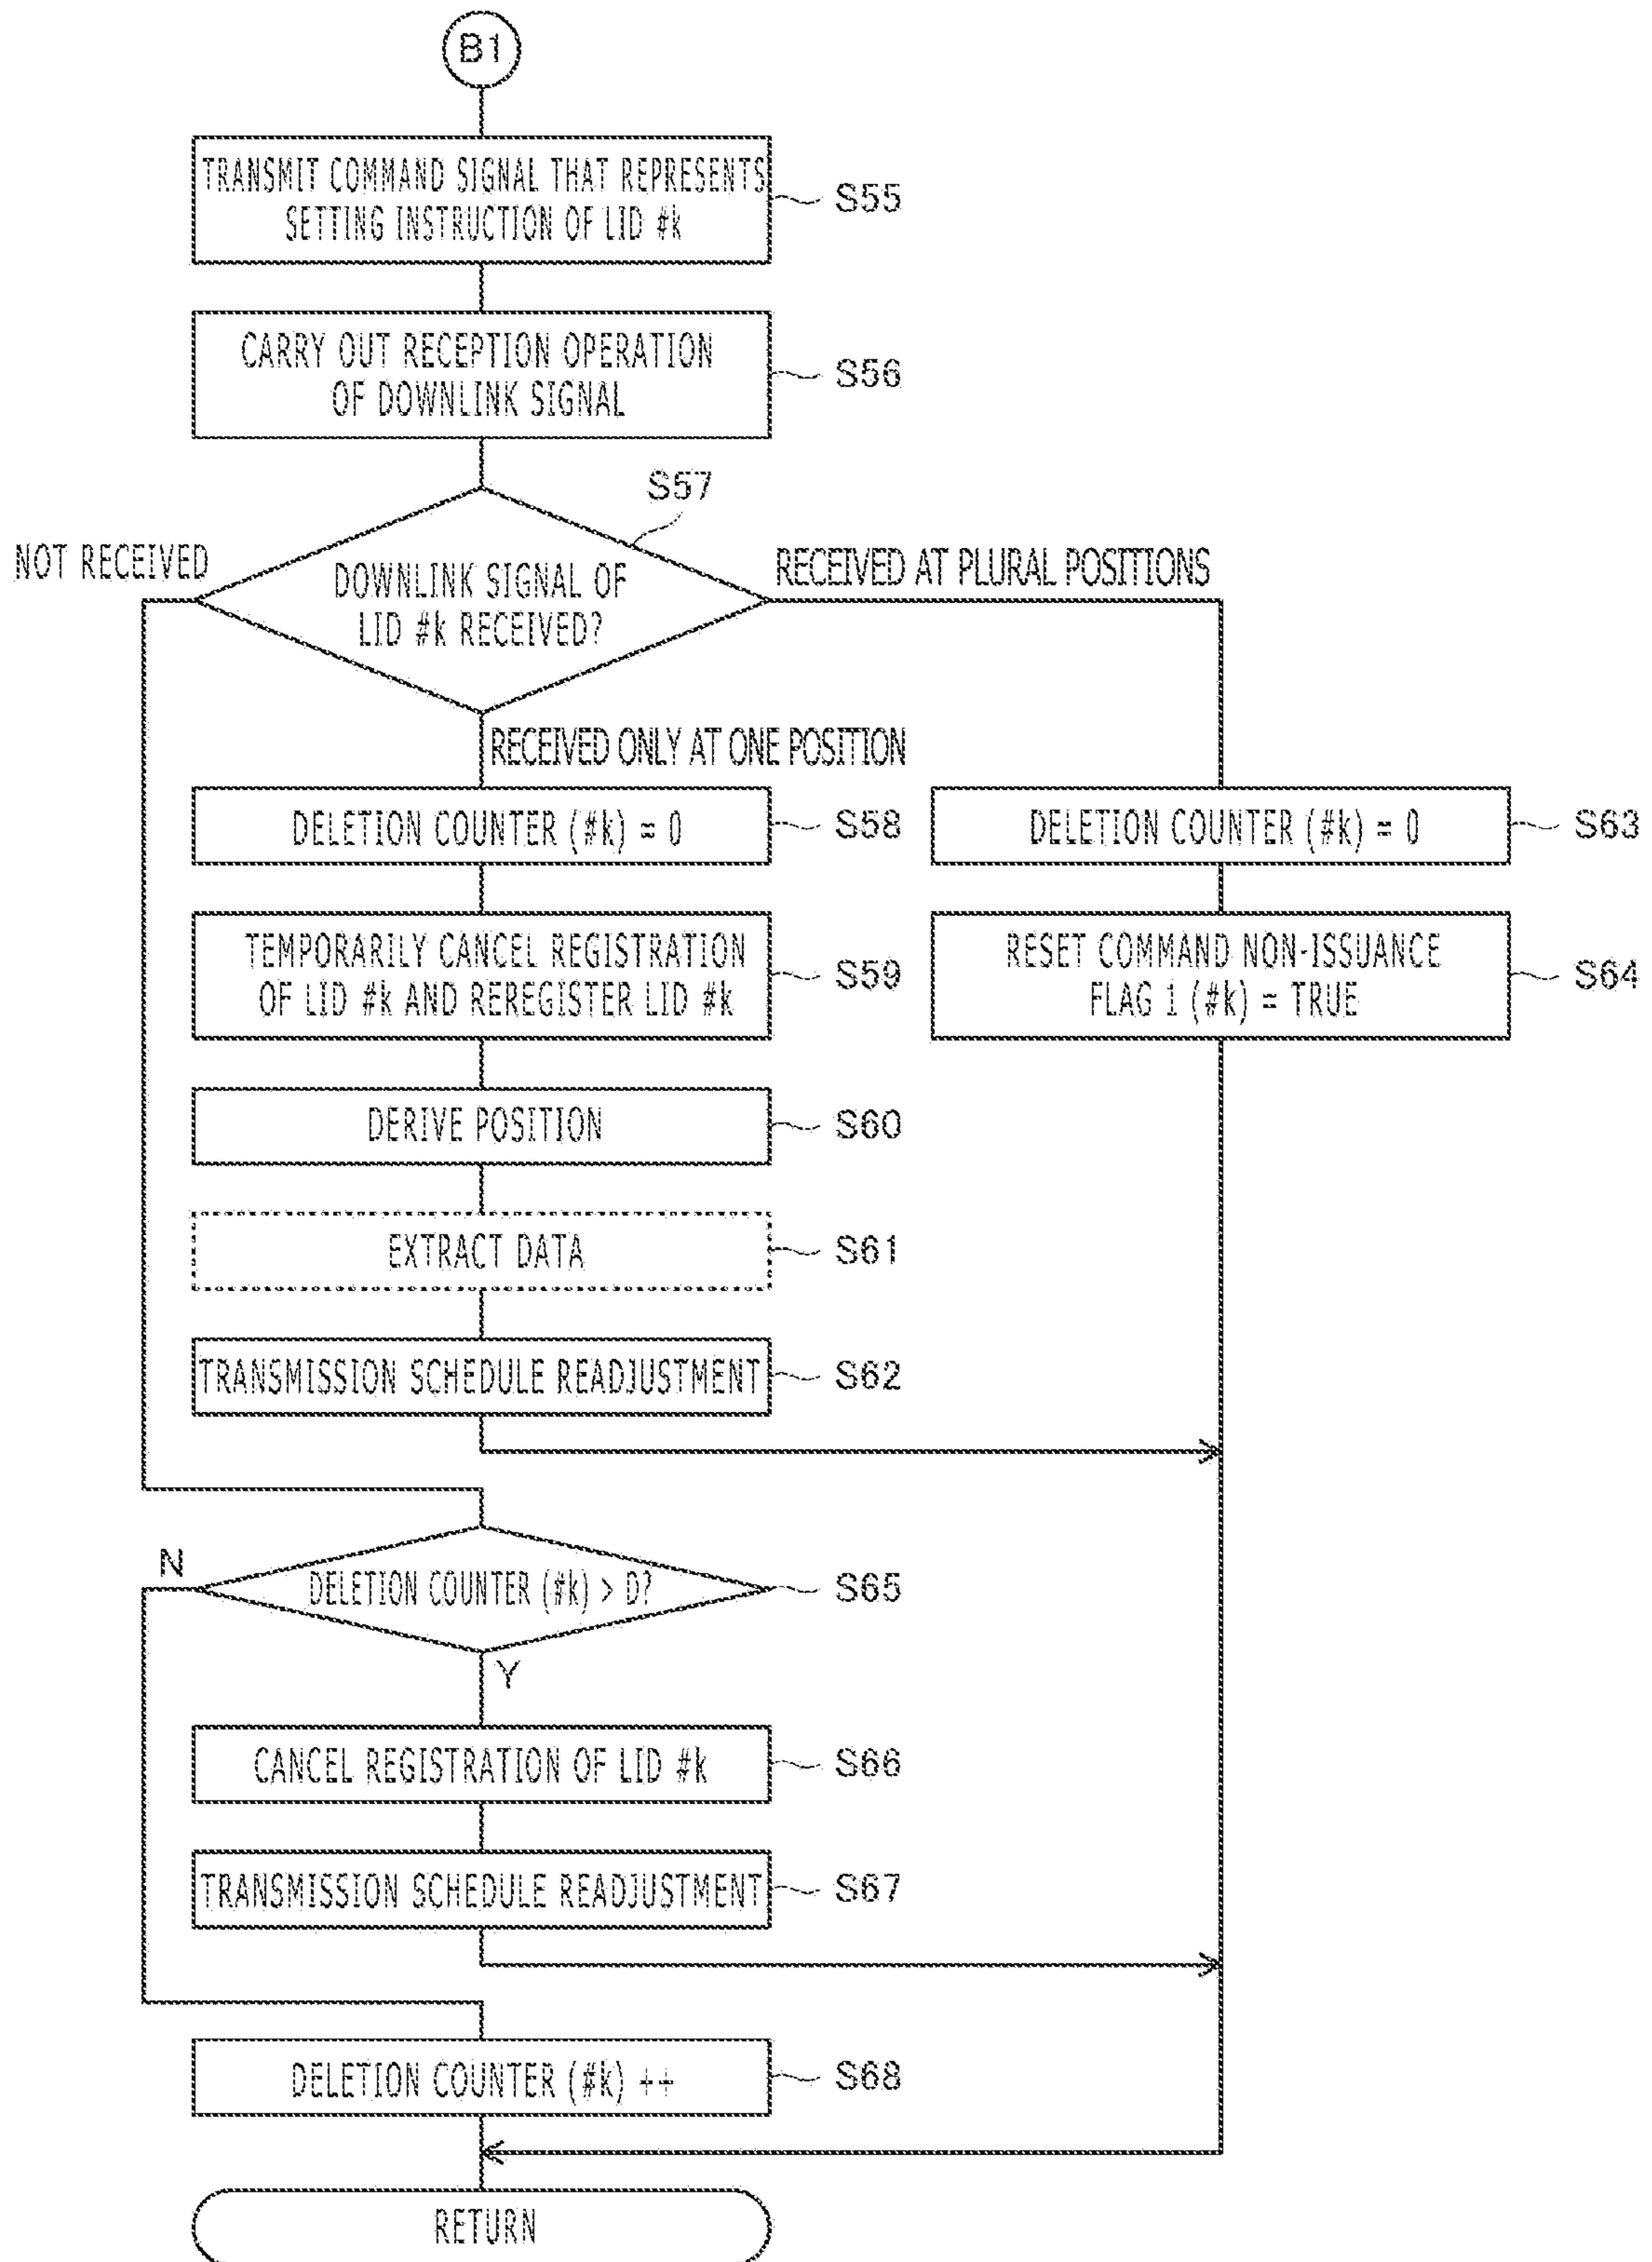 B1
TRANSMIT COMMAND SIGNAL THAT REPRESENTS
SETTING INSTRUCTION OF LID #k
S55
CARRY OUT RECEPTION OPERATION
OF DOWNLINK SIGNAL
S56
S57
NOT RECEIVED
DOWNLINK SIGNAL OF
LID #k RECEIVED?
RECEIVED AT PLURAL POSITIONS
RECEIVED ONLY AT ONE POSITION
DELETION COUNTER (#k) = 0
S58
DELETION COUNTER (#k) = 0
S63
TEMPORARILY CANCEL REGISTRATION
OF LID #k AND REREGISTER LID #k
S59
RESET COMMAND NON-ISSUANCE
FLAG 1 (#k) = TRUE
S64
DERIVE POSITION
S60
EXTRACT DATA
S61
TRANSMISSION SCHEDULE READJUSTMENT
S62
N
DELETION COUNTER (#k) > D?
S65
Y
CANCEL REGISTRATION OF LID #k
S66
TRANSMISSION SCHEDULE READJUSTMENT
S67
DELETION COUNTER (#k) ++
S68
RETURN